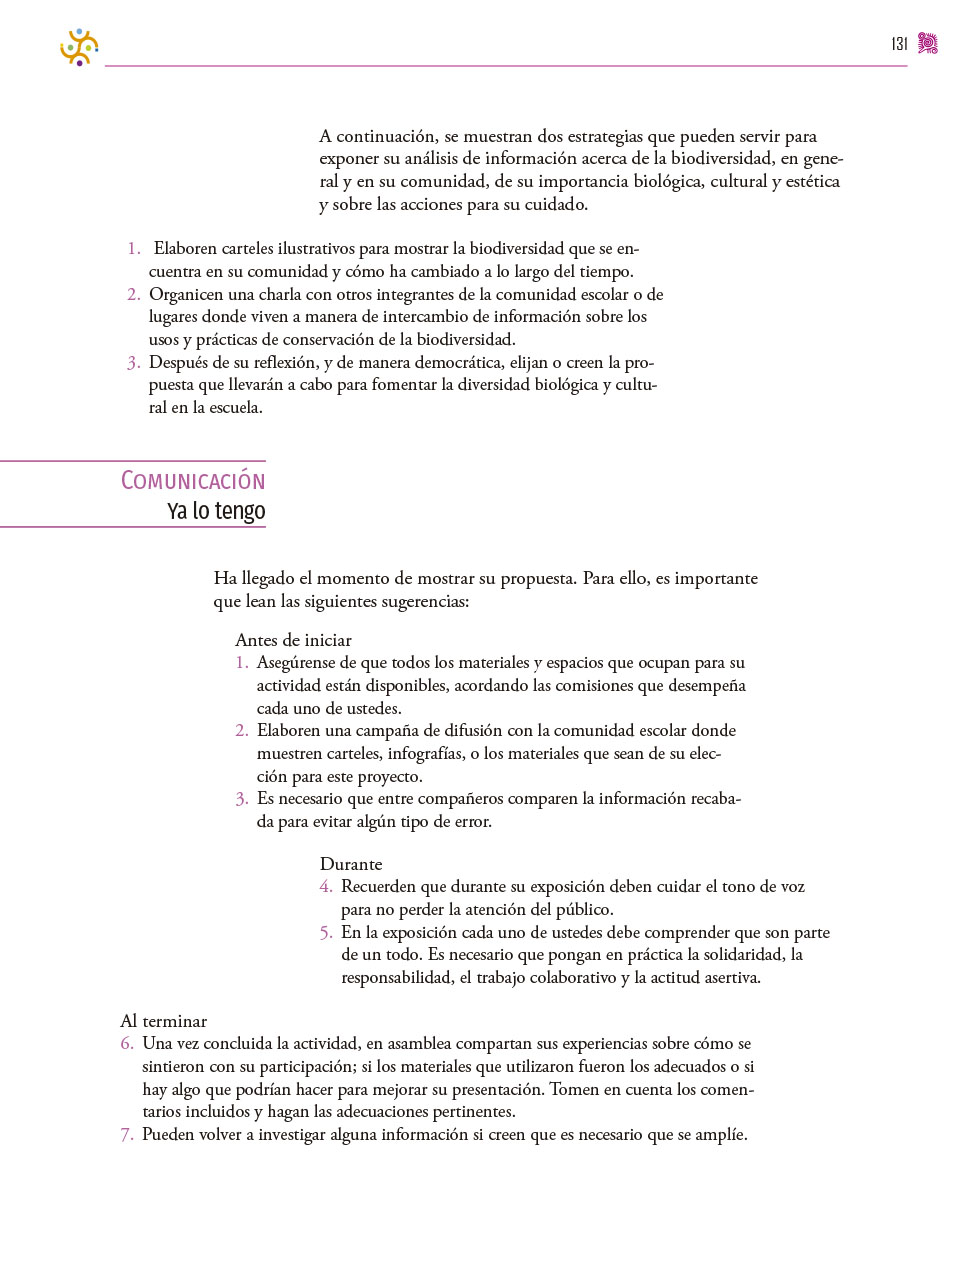 131
A continuación, se muestran dos estrategias que pueden servir para
exponer su análisis de información acerca de la biodiversidad, en gene-
ral y en su comunidad, de su importancia biológica, cultural y estética
y sobre las acciones para su cuidado.
1. Elaboren carteles ilustrativos para mostrar la biodiversidad que se en-
cuentra en su comunidad y cómo ha cambiado a lo largo del tiempo.
2. Organicen una charla con otros integrantes de la comunidad escolar o de
lugares donde viven a manera de intercambio de información sobre los
usos y prácticas de conservación de la biodiversidad.
3. Después de su reflexión, y de manera democrática, elijan o creen la pro-
puesta que llevarán a cabo para fomentar la diversidad biológica y cultu-
ral en la escuela.
Comunicación
Ya lo tengo
Ha llegado el momento de mostrar su propuesta. Para ello, es importante
que lean las siguientes sugerencias:
Antes de iniciar
1. Asegúrense de que todos los materiales y espacios que ocupan para su
actividad están disponibles, acordando las comisiones que desempeña
cada uno de ustedes.
2. Elaboren una campaña de difusión con la comunidad escolar donde
muestren carteles, infografías, o los materiales que sean de su elec-
ción para este proyecto.
3. Es necesario que entre compañeros comparen la información recaba-
da para evitar algún tipo de error.
Durante
4. Recuerden que durante su exposición deben cuidar el tono de voz
para no perder la atención del público.
5. En la exposición cada uno de ustedes debe comprender que son parte
de un todo. Es necesario que pongan en práctica la solidaridad, la
responsabilidad, el trabajo colaborativo y la actitud asertiva.
Al terminar
6. Una vez concluida la actividad, en asamblea compartan sus experiencias sobre cómo se
sintieron con su participación; si los materiales que utilizaron fueron los adecuados o si
hay algo que podrían hacer para mejorar su presentación. Tomen en cuenta los comen-
tarios incluidos y hagan las adecuaciones pertinentes.
7. Pueden volver a investigar alguna información si creen que es necesario que se amplíe.